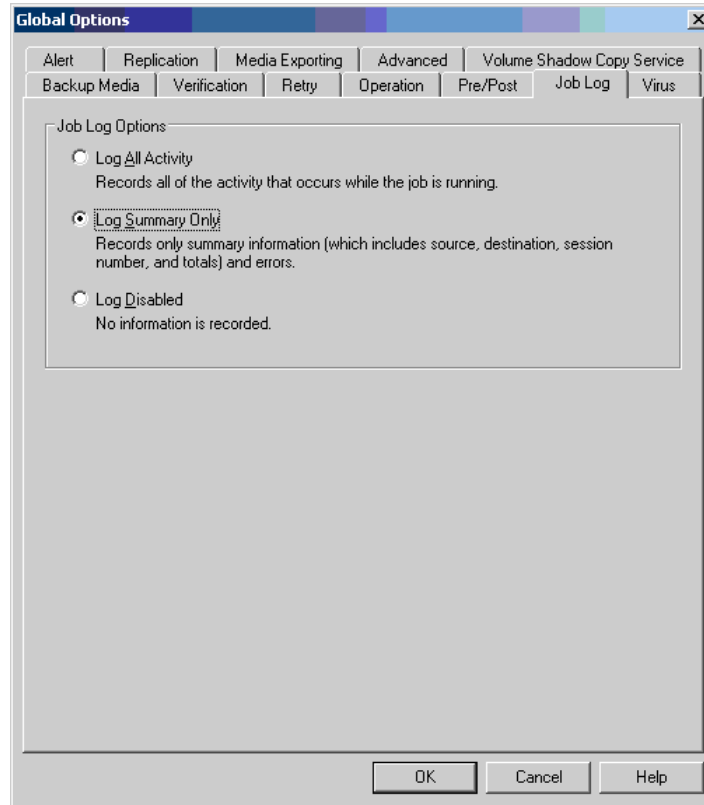 Global Options
Alert Replication Media Exporting Advanced Volume Shadow Copy Service
Backup Media Verification Retry Operation Pre/Post Job Log Virus
Job Log Options
Log All Activity
Records all of the activity that occurs while the job is running.
Log Summary Only
Records only summary information (which includes source, destination, session
number, and totals) and errors.
Log Disabled
No information is recorded.
OK Cancel Help